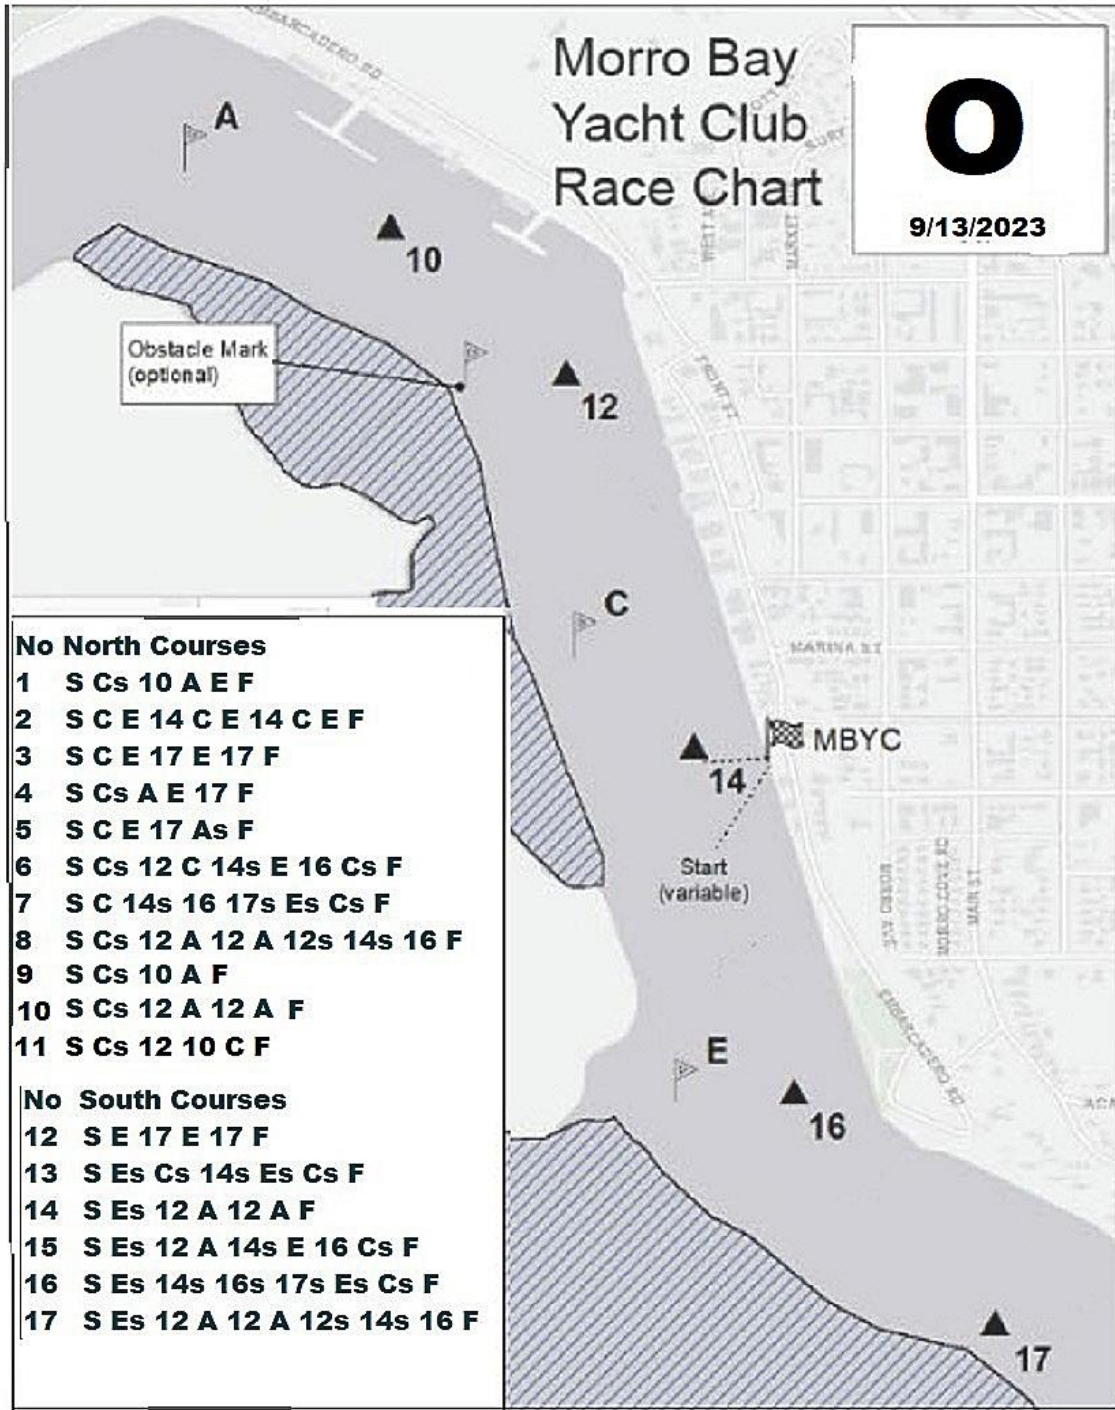 Morro Bay
Yacht Club
Race Chart
O
9/13/2023
EMBARCADERO RD
A
10
Obstacle Mark
(optional)
12
FRONT ST
MARKET
C
MARINA ST
MBYC
14
Start
(variable)
MAIN ST
EMBARCADERO RD
E
16
17
No North Courses
1 S Cs 10 A E F
2 S C E 14 C E 14 C E F
3 S C E 17 E 17 F
4 S Cs A E 17 F
5 S C E 17 As F
6 S Cs 12 C 14s E 16 Cs F
7 S C 14s 16 17s Es Cs F
8 S Cs 12 A 12 A 12s 14s 16 F
9 S Cs 10 A F
10 S Cs 12 A 12 A F
11 S Cs 12 10 C F
No South Courses
12 S E 17 E 17 F
13 S Es Cs 14s Es Cs F
14 S Es 12 A 12 A F
15 S Es 12 A 14s E 16 Cs F
16 S Es 14s 16s 17s Es Cs F
17 S Es 12 A 12 A 12s 14s 16 F